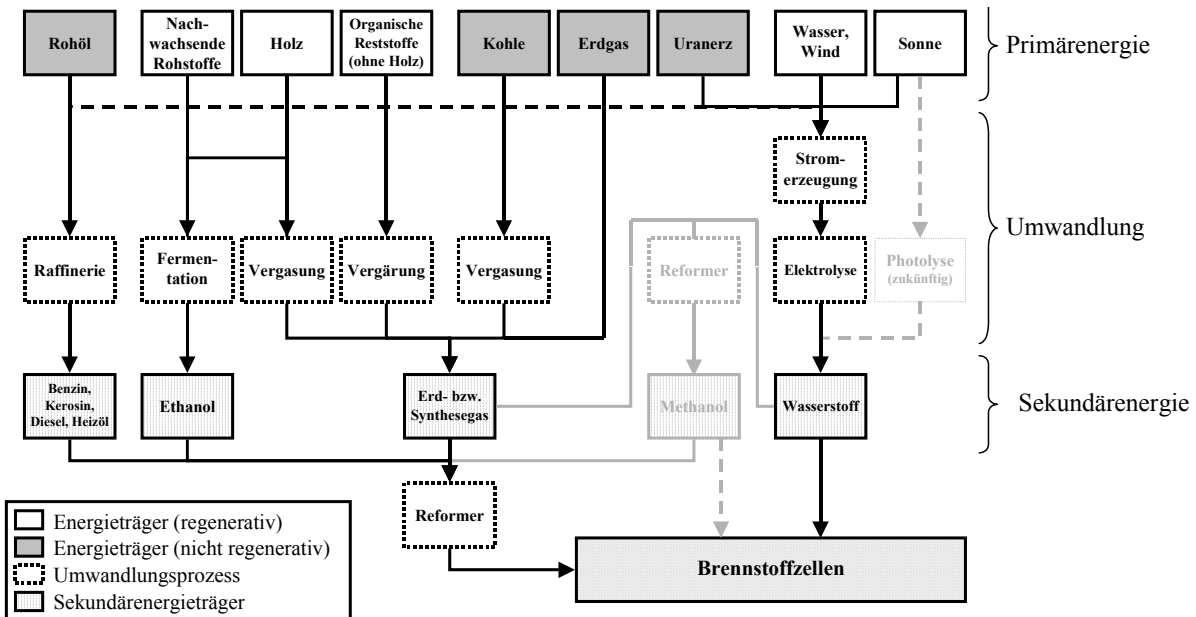 Rohöl
Nach-
wachsende
Rohstoffe
Holz
Organische
Reststoffe
(ohne Holz)
Kohle
Erdgas
Uranerz
Wasser,
Wind
Sonne
Primärenergie
Strom-
erzeugung
Umwandlung
Raffinerie
Fermen-
tation
Vergasung
Vergärung
Vergasung
Reformer
Elektrolyse
Photolyse
(zukünftig)
Benzin,
Kerosin,
Diesel, Heizöl
Ethanol
Erd- bzw.
Synthesegas
Methanol
Wasserstoff
Sekundärenergie
Reformer
Brennstoffzellen
Energieträger (regenerativ)
Energieträger (nicht regenerativ)
Umwandlungsprozess
Sekundärenergieträger